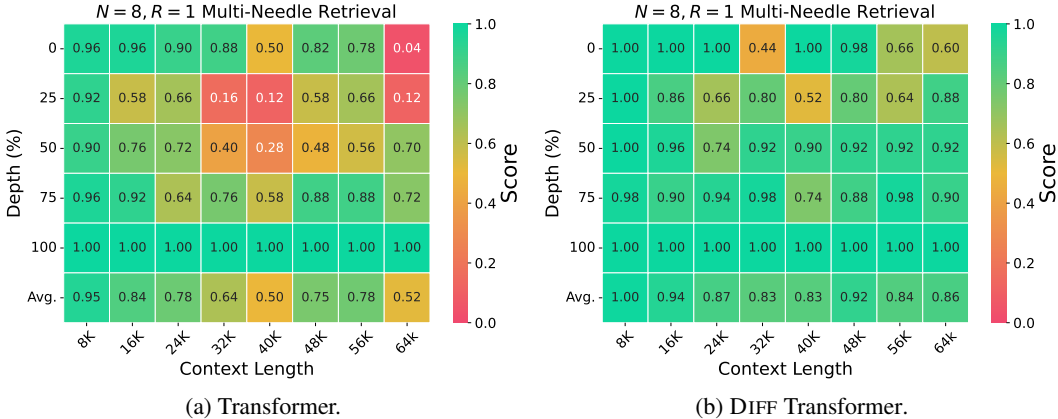 N = 8, R = 1 Multi-Needle Retrieval
0 0.96 0.96 0.90 0.88 0.50 0.82 0.78 0.04
25 0.92 0.58 0.66 0.16 0.12 0.58 0.66 0.12
50 0.90 0.76 0.72 0.40 0.28 0.48 0.56 0.70
75 0.96 0.92 0.64 0.76 0.58 0.88 0.88 0.72
100 1.00 1.00 1.00 1.00 1.00 1.00 1.00 1.00
Avg. 0.95 0.84 0.78 0.64 0.50 0.75 0.78 0.52
8K 16K 24K 32K 40K 48K 56K 64k
Context Length
Depth (%)
1.0
0.8
0.6
0.4
0.2
0.0
Score
(a) Transformer.
N = 8, R = 1 Multi-Needle Retrieval
0 1.00 1.00 1.00 0.44 1.00 0.98 0.66 0.60
25 1.00 0.86 0.66 0.80 0.52 0.80 0.64 0.88
50 1.00 0.96 0.74 0.92 0.90 0.92 0.92 0.92
75 0.98 0.90 0.94 0.98 0.74 0.88 0.98 0.90
100 1.00 1.00 1.00 1.00 1.00 1.00 1.00 1.00
Avg. 1.00 0.94 0.87 0.83 0.83 0.92 0.84 0.86
8K 16K 24K 32K 40K 48K 56K 64k
Context Length
Depth (%)
1.0
0.8
0.6
0.4
0.2
0.0
Score
(b) DIFF Transformer.